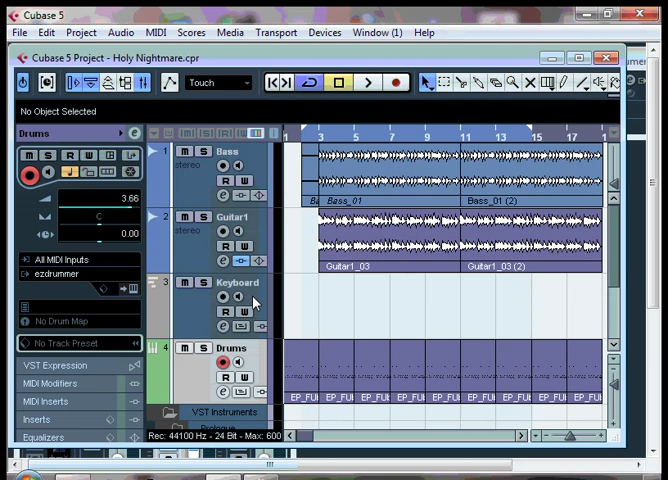 Cubase 5
File Edit Project Audio MIDI Scores Media Transport Devices Window (1) Help
Cubase 5 Project - Holy Nightmare.cpr
Touch
No Object Selected
Drums
M S R W
3.66
C
0.00
All MIDI Inputs
ezdrummer
No Drum Map
No Track Preset
VST Expression
MIDI Modifiers
MIDI Inserts
Inserts
Equalizers
1 3 5 7 9 11 13 15 17
1 M S Bass
stereo
R W
Bass_01 Bass_01 (2)
2 M S Guitar1
stereo
R W
Guitar1_03 Guitar1_03 (2)
3 M S Keyboard
R W
4 M S Drums
R W
VST Instruments
Rec: 44100 Hz - 24 Bit - Max: 600